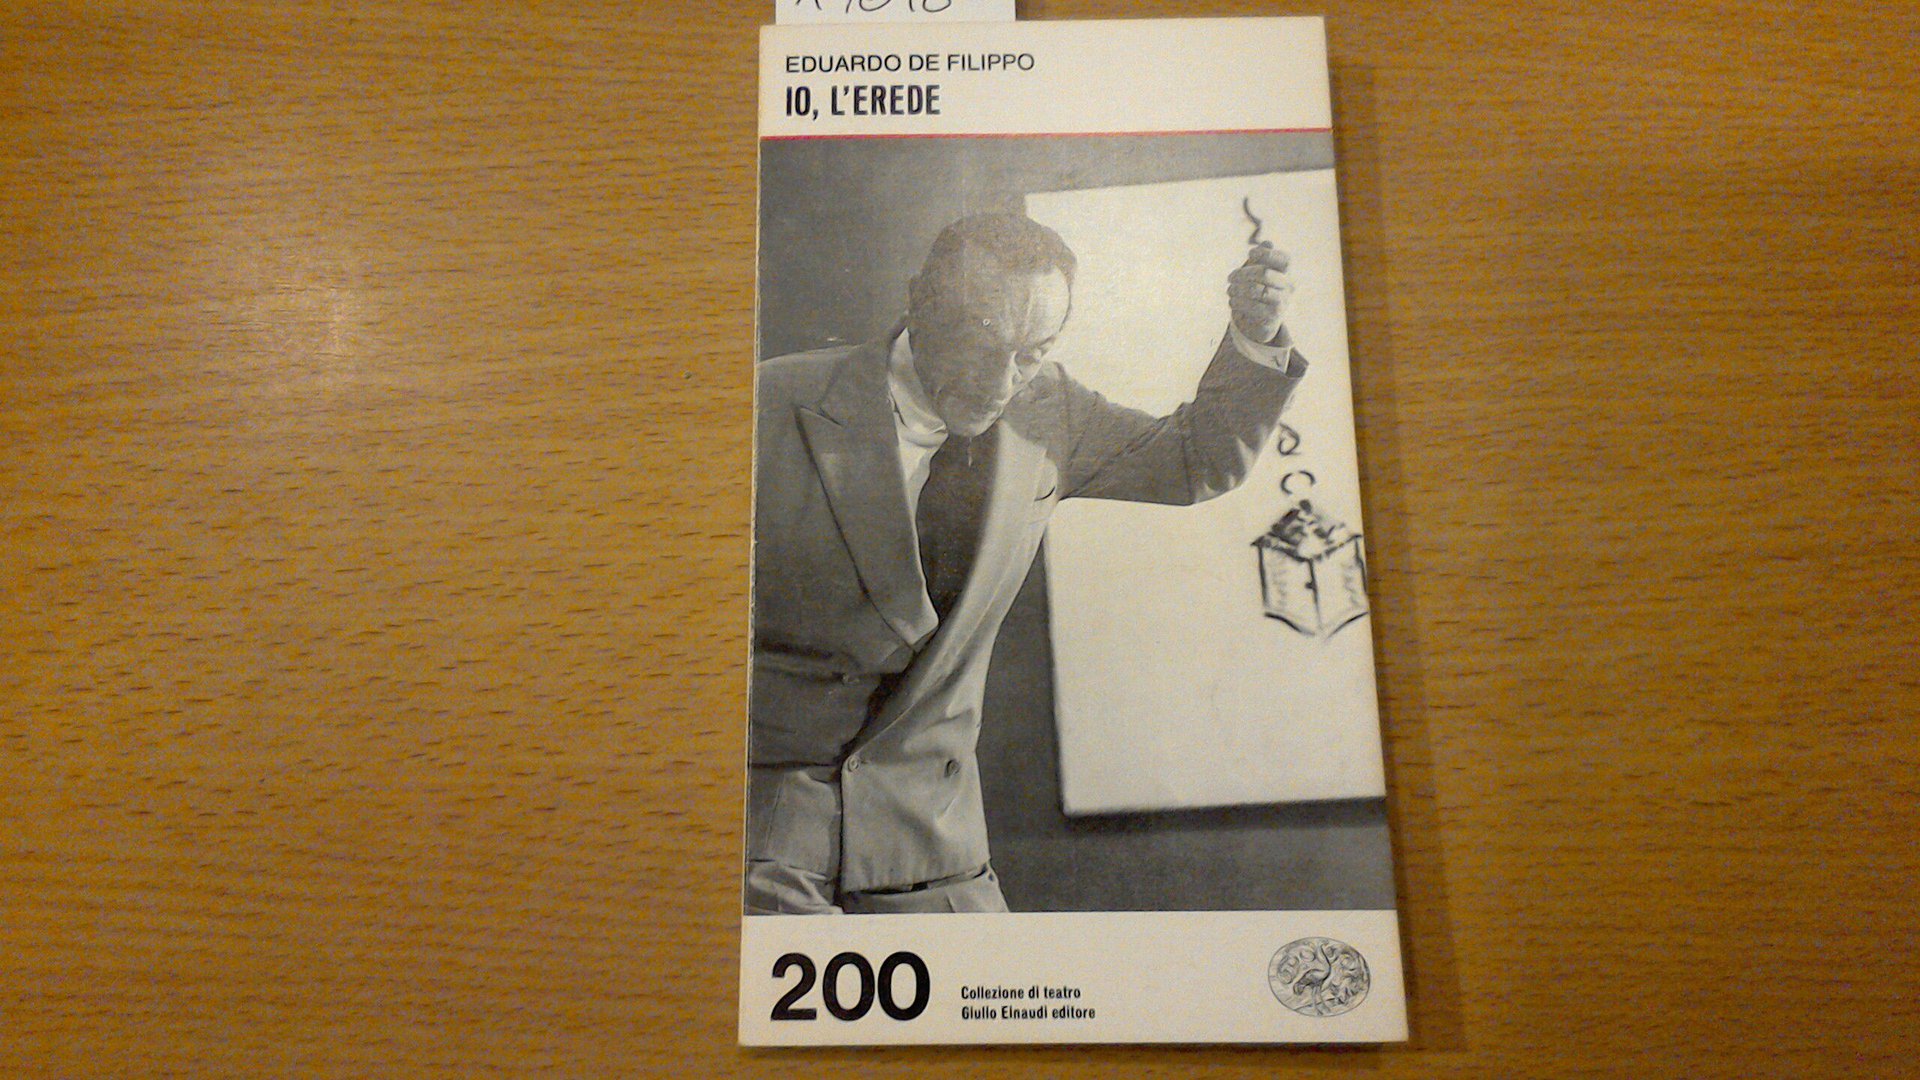 EDUARDO DE FILIPPO
IO, L'EREDE
200
Collezione di teatro
Giulio Einaudi editore